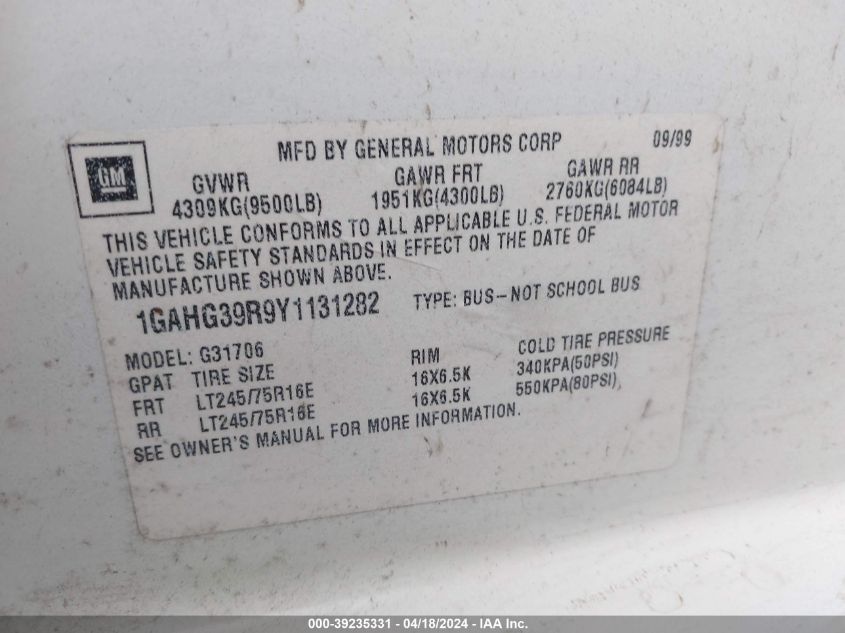 MFD BY GENERAL MOTORS CORP 09/99
GM
GVWR GAWR FRT GAWR RR
4309KG(9500LB) 1951KG(4300LB) 2760KG(6084LB)
THIS VEHICLE CONFORMS TO ALL APPLICABLE U.S. FEDERAL MOTOR
VEHICLE SAFETY STANDARDS IN EFFECT ON THE DATE OF
MANUFACTURE SHOWN ABOVE.
1GAHG39R9Y1131282 TYPE: BUS-NOT SCHOOL BUS
MODEL: G31706
GPAT TIRE SIZE RIM COLD TIRE PRESSURE
FRT LT245/75R16E 16X6.5K 340KPA(50PSI)
RR LT245/75R16E 16X6.5K 550KPA(80PSI)
SEE OWNER'S MANUAL FOR MORE INFORMATION.
000-39235331 - 04/18/2024 - IAA Inc.